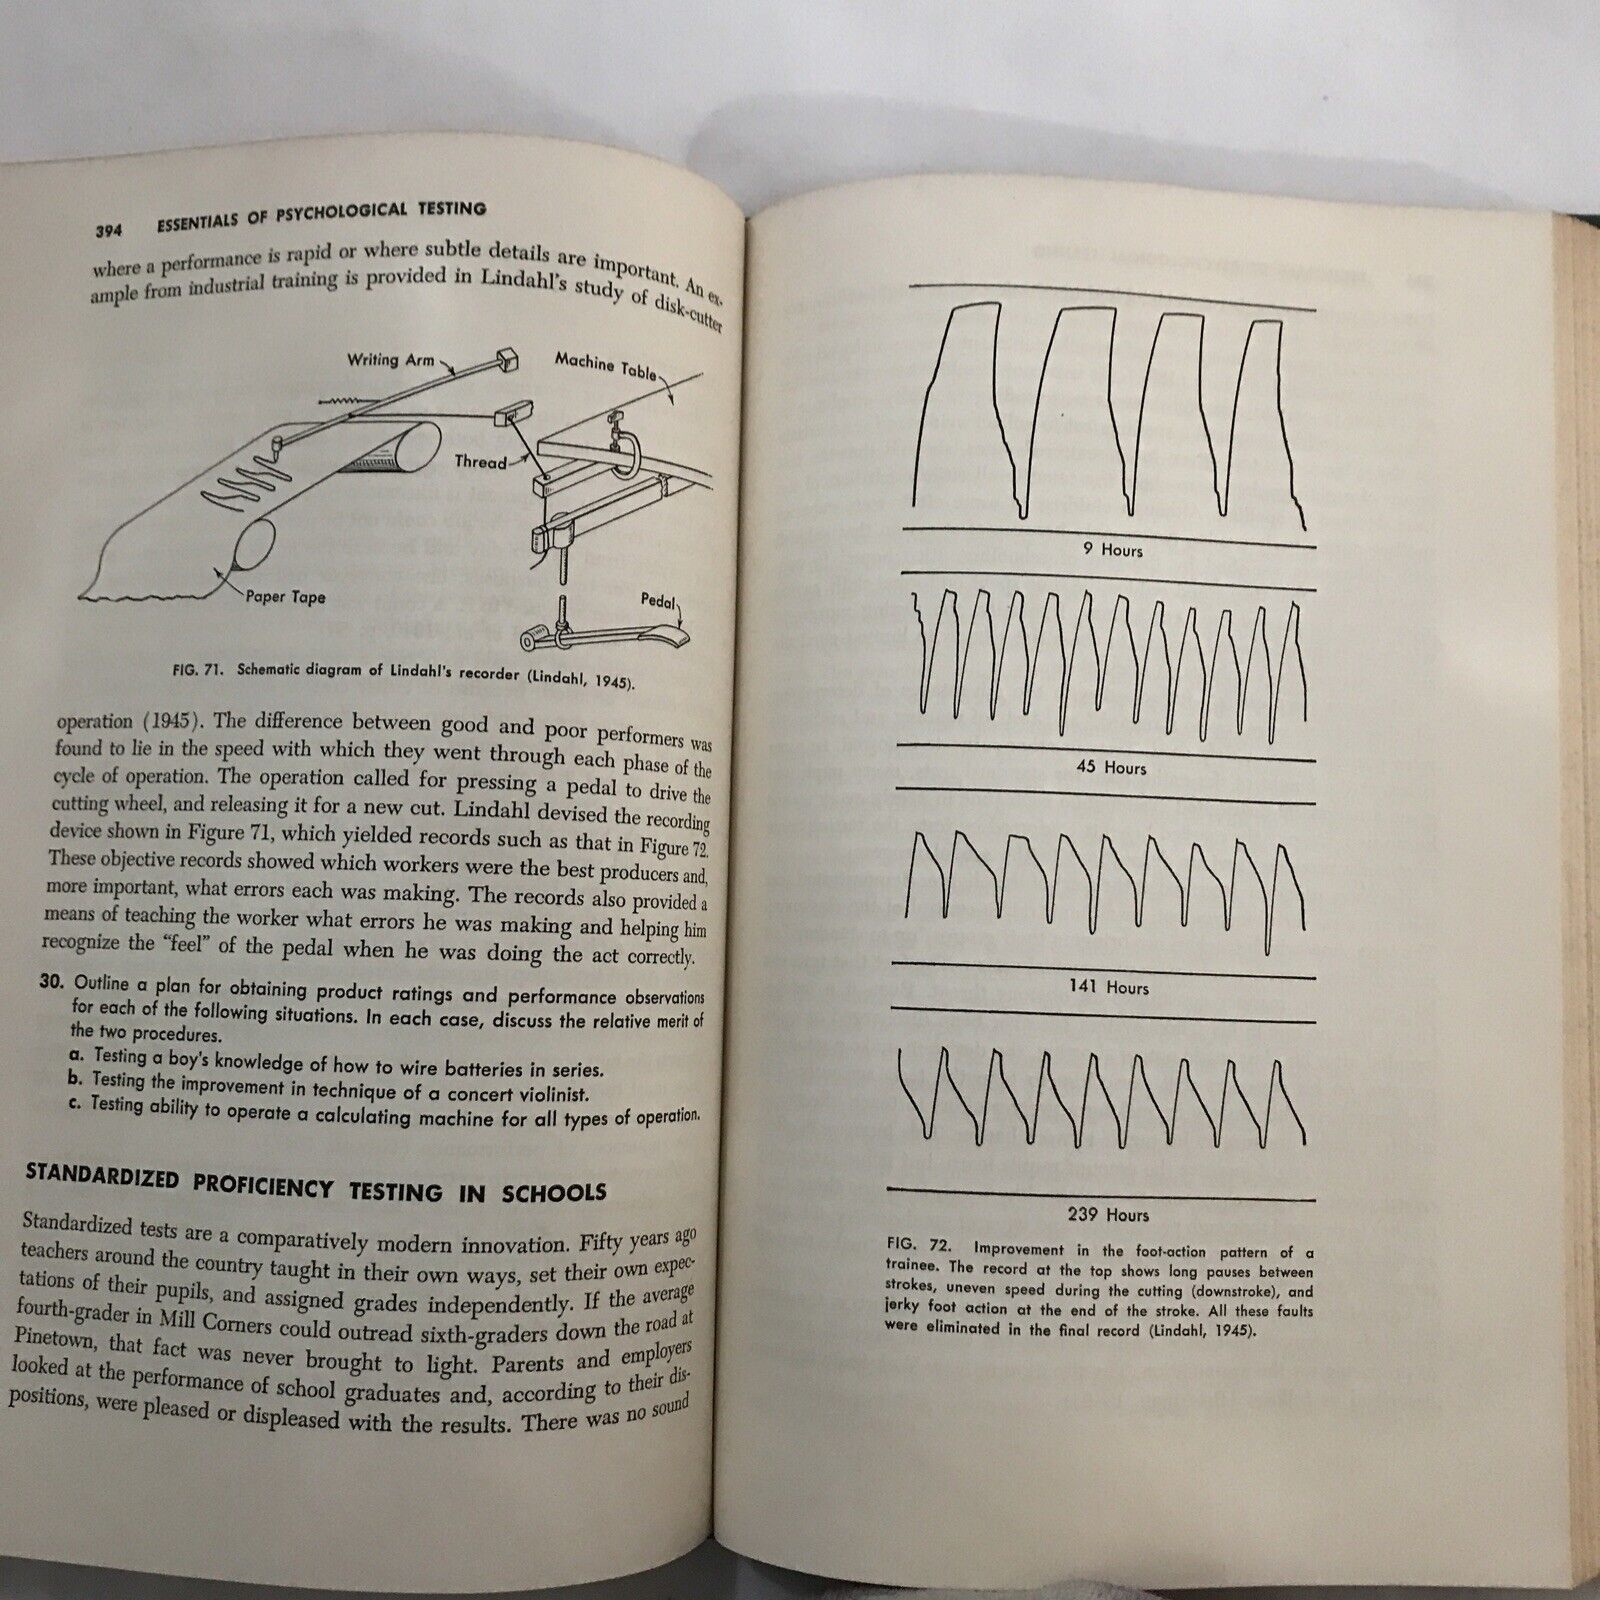 394 ESSENTIALS OF PSYCHOLOGICAL TESTING
where a performance is rapid or where subtle details are important. An ex-
ample from industrial training is provided in Lindahl's study of disk-cutter
Writing Arm
Machine Table
Thread
Paper Tape
Pedal
FIG. 71. Schematic diagram of Lindahl's recorder (Lindahl, 1945).
operation (1945). The difference between good and poor performers was
found to lie in the speed with which they went through each phase of the
cycle of operation. The operation called for pressing a pedal to drive the
cutting wheel, and releasing it for a new cut. Lindahl devised the recording
device shown in Figure 71, which yielded records such as that in Figure 72.
These objective records showed which workers were the best producers and,
more important, what errors each was making. The records also provided a
means of teaching the worker what errors he was making and helping him
recognize the "feel" of the pedal when he was doing the act correctly.
30. Outline a plan for obtaining product ratings and performance observations
for each of the following situations. In each case, discuss the relative merit of
the two procedures.
a. Testing a boy's knowledge of how to wire batteries in series.
b. Testing the improvement in technique of a concert violinist.
c. Testing ability to operate a calculating machine for all types of operation.
STANDARDIZED PROFICIENCY TESTING IN SCHOOLS
Standardized tests are a comparatively modern innovation. Fifty years ago
teachers around the country taught in their own ways, set their own expec-
tations of their pupils, and assigned grades independently. If the average
fourth-grader in Mill Corners could outread sixth-graders down the road at
Pinetown, that fact was never brought to light. Parents and employers
looked at the performance of school graduates and, according to their dis-
positions, were pleased or displeased with the results. There was no sound
9 Hours
45 Hours
141 Hours
239 Hours
FIG. 72. Improvement in the foot-action pattern of a
trainee. The record at the top shows long pauses between
strokes, uneven speed during the cutting (downstroke), and
jerky foot action at the end of the stroke. All these faults
were eliminated in the final record (Lindahl, 1945).